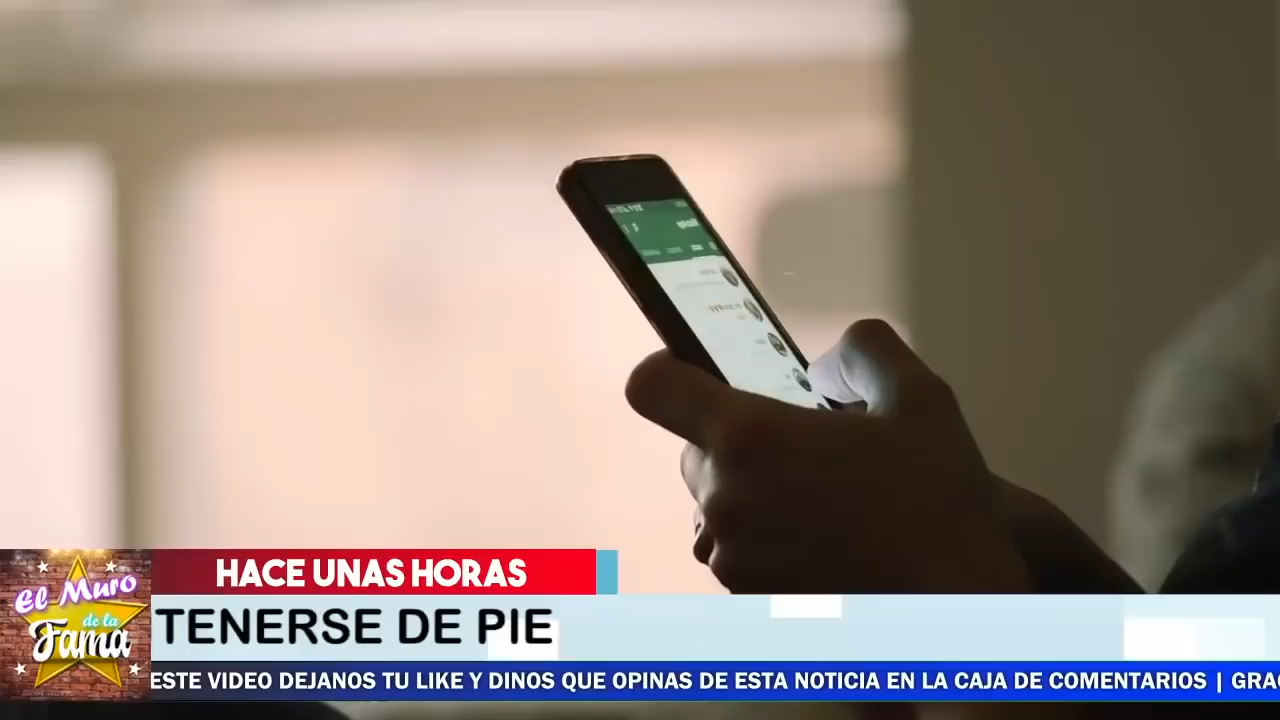 HACE UNAS HORAS
El Muro
de la
Fama
TENERSE DE PIE
ESTE VIDEO DEJANOS TU LIKE Y DINOS QUE OPINAS DE ESTA NOTICIA EN LA CAJA DE COMENTARIOS | GRAC